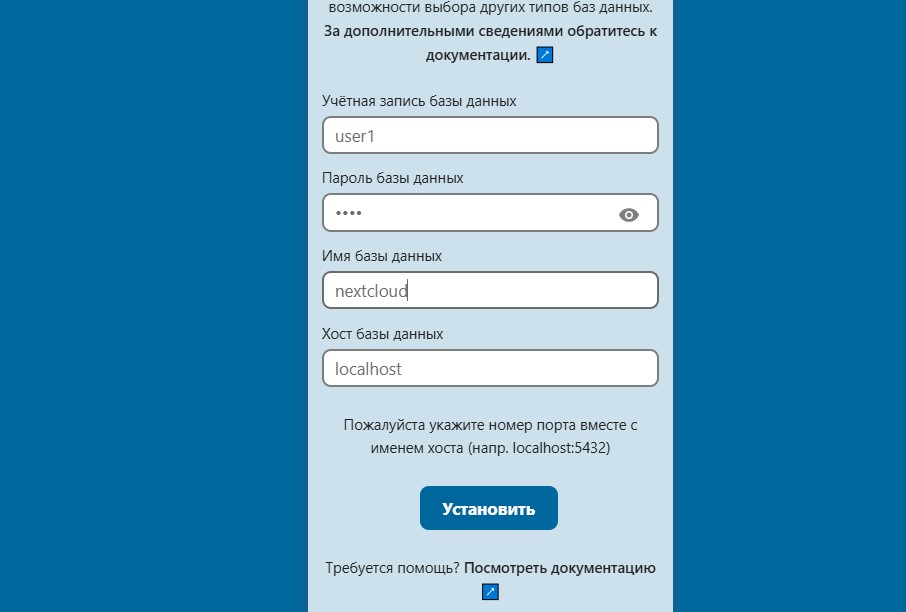 возможности выбора других типов баз данных.
За дополнительными сведениями обратитесь к
документации.
Учётная запись базы данных
user1
Пароль базы данных
••••
Имя базы данных
nextcloud
Хост базы данных
localhost
Пожалуйста укажите номер порта вместе с
именем хоста (напр. localhost:5432)
Установить
Требуется помощь? Посмотреть документацию